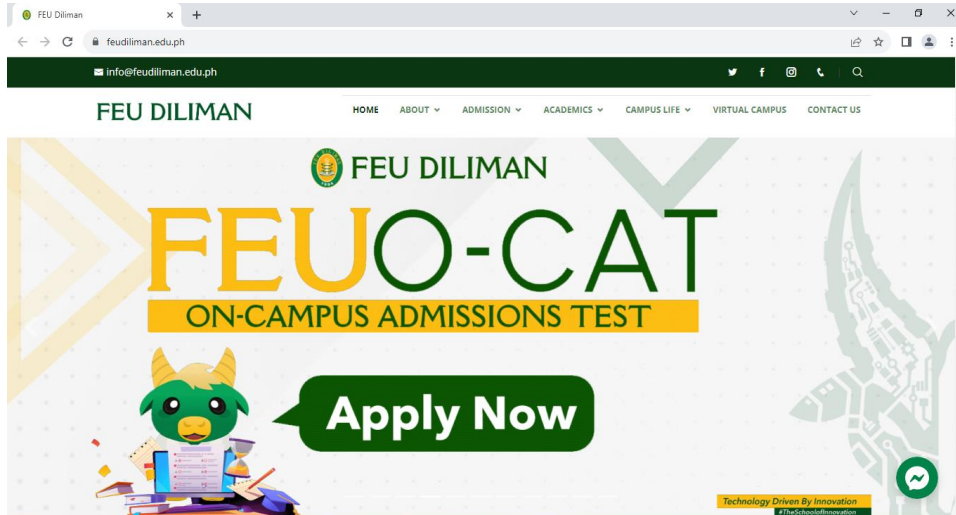 FEU Diliman
feudiliman.edu.ph
info@feudiliman.edu.ph
FEU DILIMAN
HOME ABOUT ADMISSION ACADEMICS CAMPUS LIFE VIRTUAL CAMPUS CONTACT US
FEU DILIMAN
FEUO-CAT
ON-CAMPUS ADMISSIONS TEST
Apply Now
Technology Driven By Innovation
#TheSchoolofInnovation